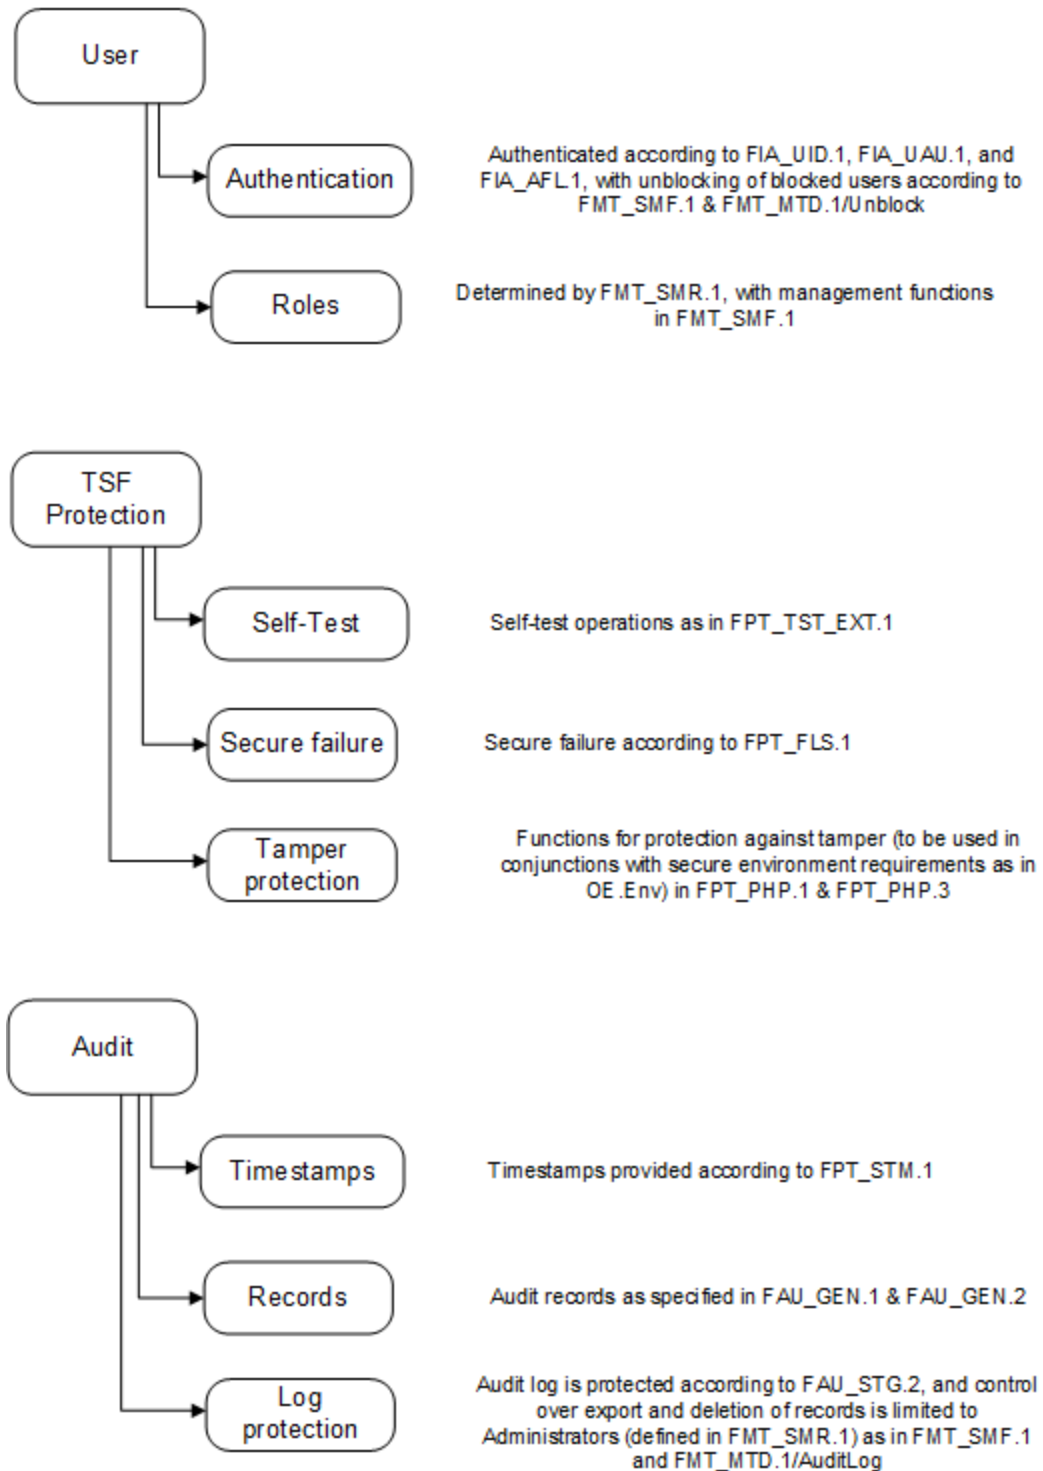 User
Authentication
Authenticated according to FIA_UID.1, FIA_UAU.1, and
FIA_AFL.1, with unblocking of blocked users according to
FMT_SMF.1 & FMT_MTD.1/Unblock
Roles
Determined by FMT_SMR.1, with management functions
in FMT_SMF.1
TSF
Protection
Self-Test
Self-test operations as in FPT_TST_EXT.1
Secure failure
Secure failure according to FPT_FLS.1
Tamper
protection
Functions for protection against tamper (to be used in
conjunctions with secure environment requirements as in
OE.Env) in FPT_PHP.1 & FPT_PHP.3
Audit
Timestamps
Timestamps provided according to FPT_STM.1
Records
Audit records as specified in FAU_GEN.1 & FAU_GEN.2
Log
protection
Audit log is protected according to FAU_STG.2, and control
over export and deletion of records is limited to
Administrators (defined in FMT_SMR.1) as in FMT_SMF.1
and FMT_MTD.1/AuditLog